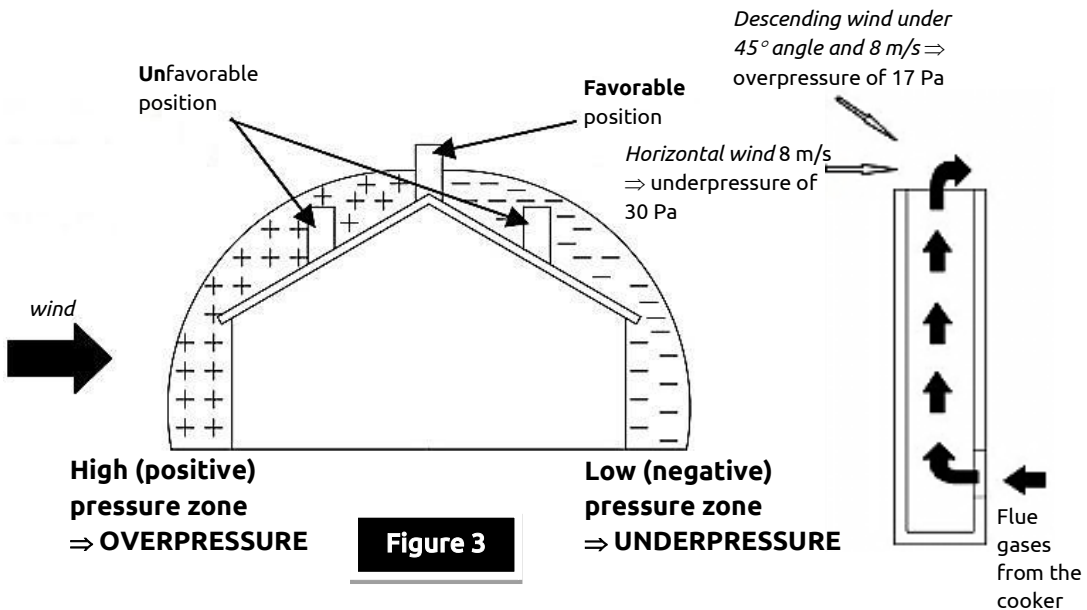 Descending wind under
45° angle and 8 m/s ⇒
overpressure of 17 Pa
Unfavorable
position
Favorable
position
Horizontal wind 8 m/s
⇒ underpressure of
30 Pa
wind
High (positive)
pressure zone
⇒ OVERPRESSURE
Low (negative)
pressure zone
⇒ UNDERPRESSURE
Figure 3
Flue
gases
from the
cooker